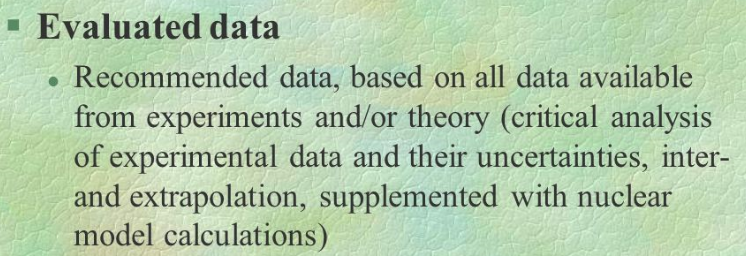 Evaluated data
Recommended data, based on all data available
from experiments and/or theory (critical analysis
of experimental data and their uncertainties, inter-
and extrapolation, supplemented with nuclear
model calculations)